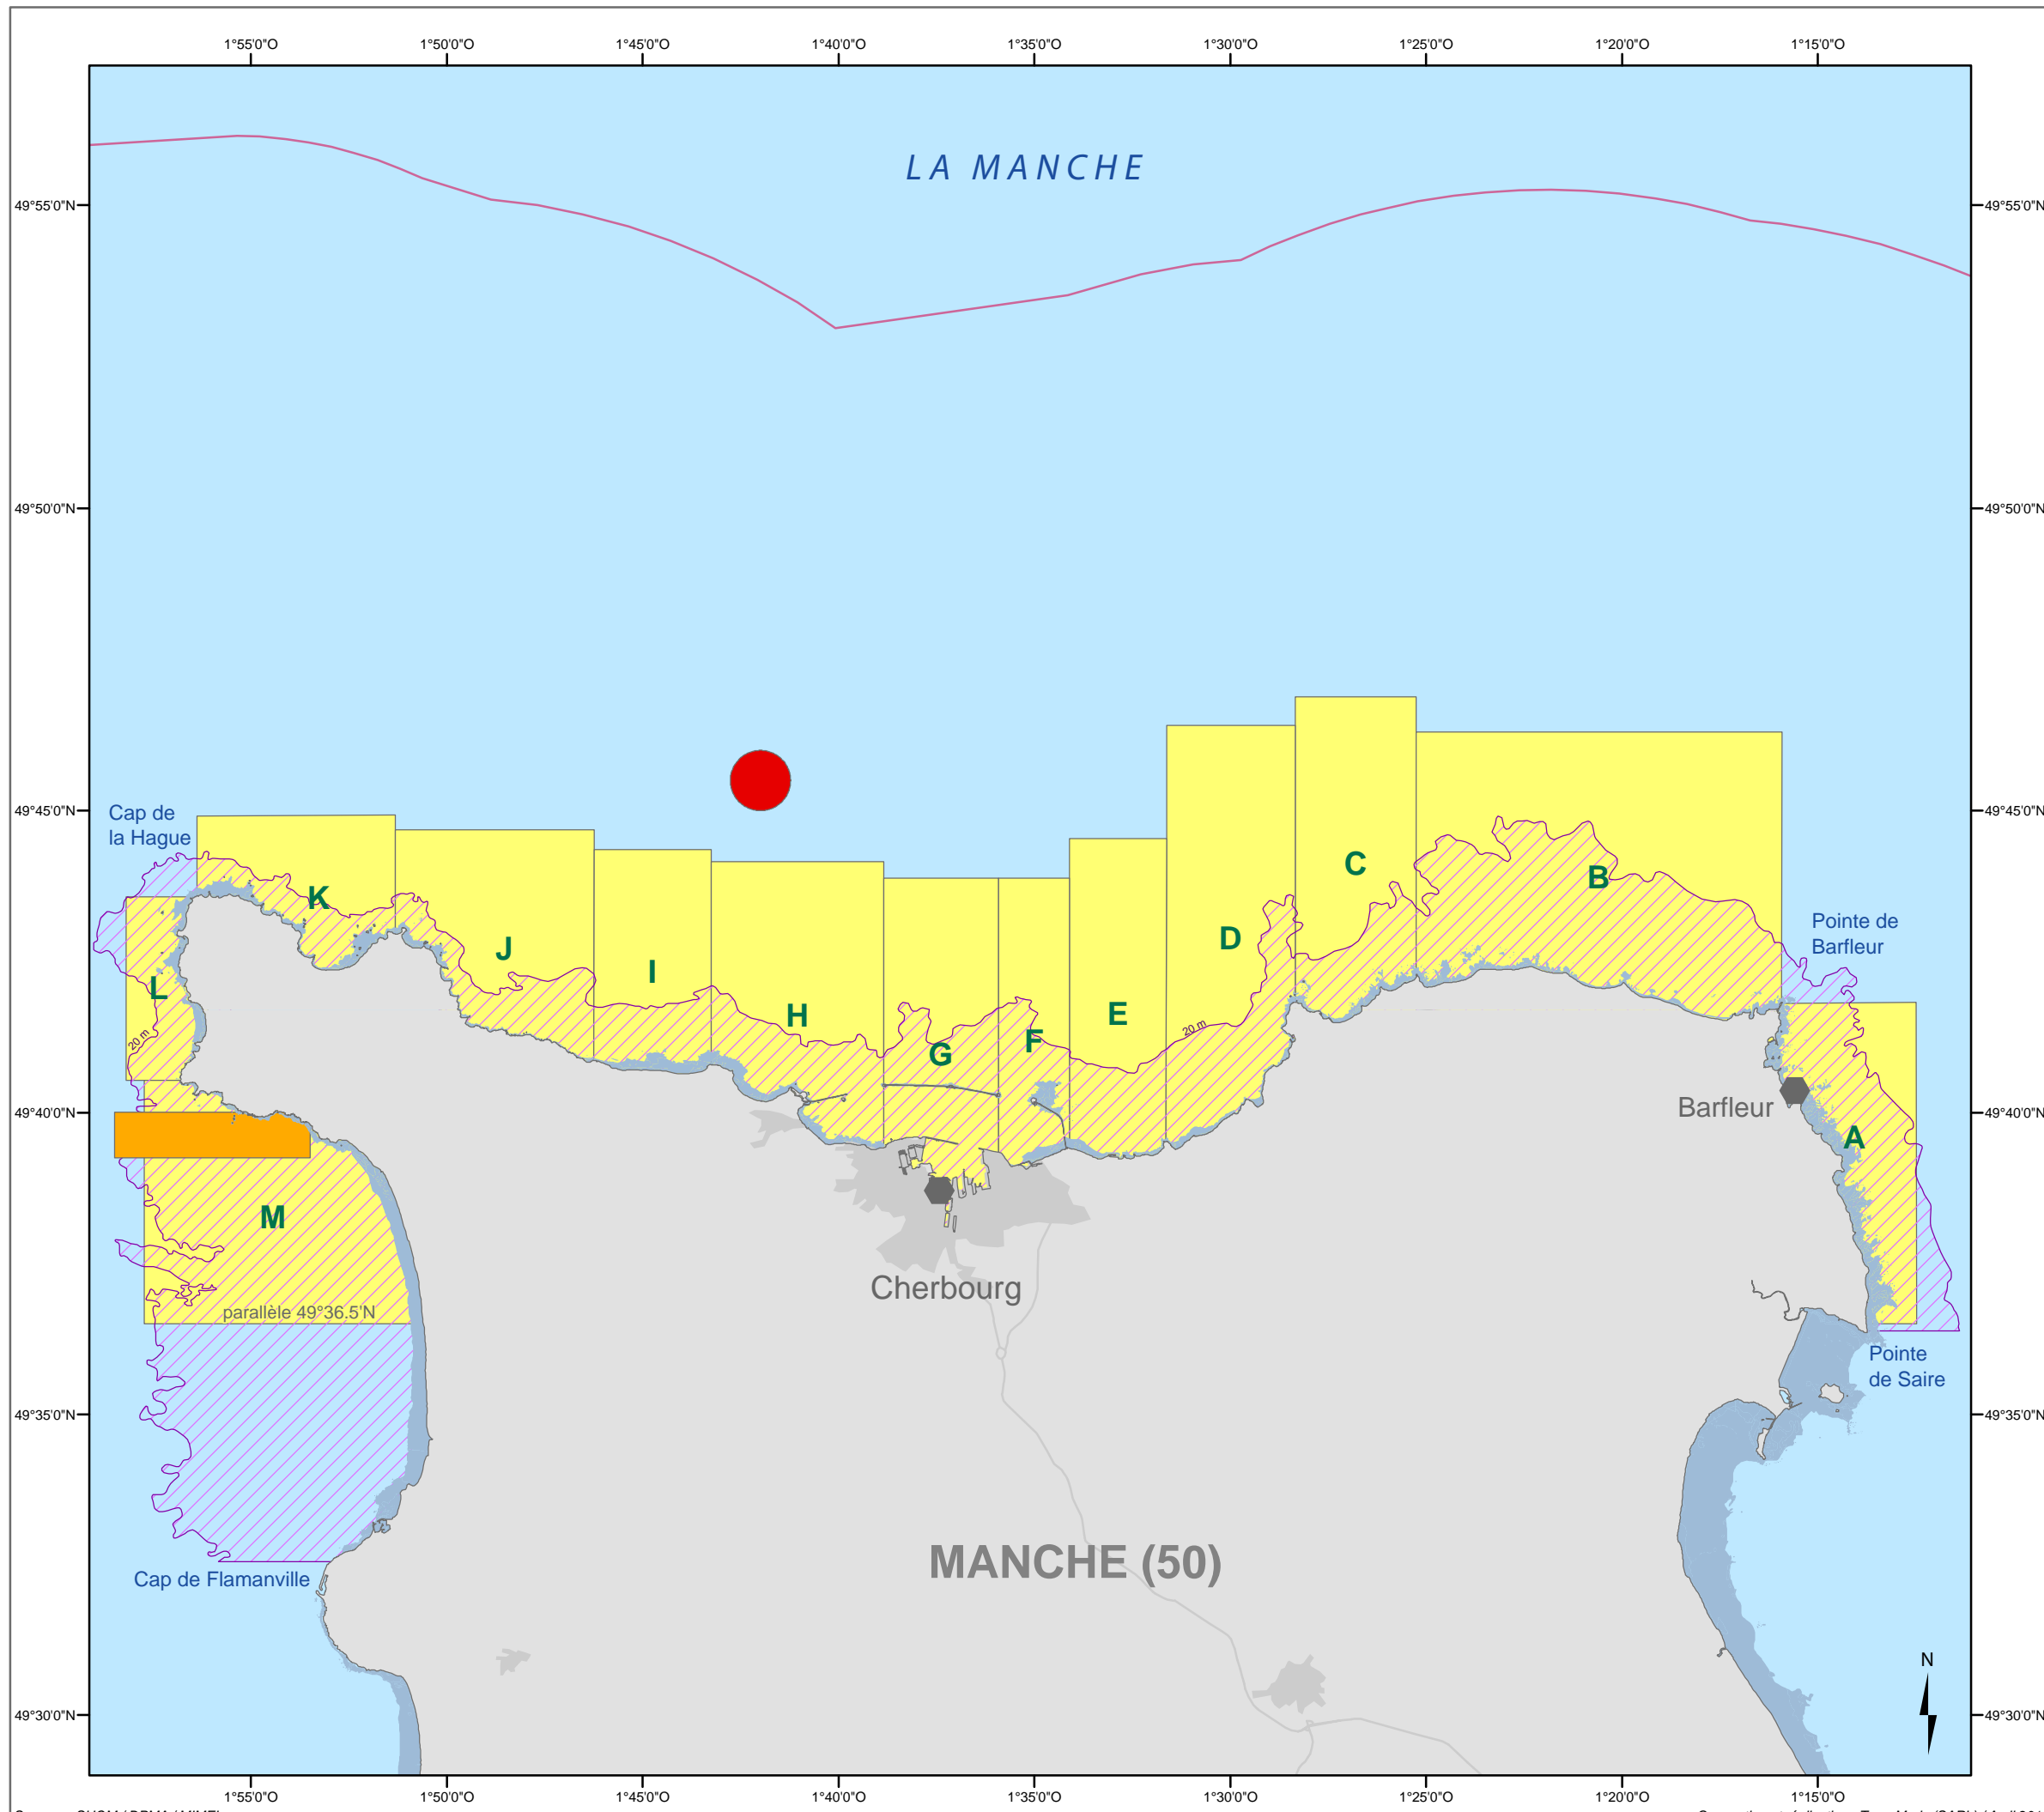 1°55'0"O 1°50'0"O 1°45'0"O 1°40'0"O 1°35'0"O 1°30'0"O 1°25'0"O 1°20'0"O 1°15'0"O
LA MANCHE
49°55'0"N 49°55'0"N
49°50'0"N 49°50'0"N
49°45'0"N 49°45'0"N
Cap de
la Hague
C
B
K
Pointe de
Barfleur
D
J
I
L
H
E
F
G
20 m
20 m
49°40'0"N 49°40'0"N
Barfleur
A
M
Cherbourg
parallèle 49°36.5'N
Pointe
de Saire
49°35'0"N 49°35'0"N
MANCHE (50)
Cap de Flamanville
N
49°30'0"N 49°30'0"N
1°55'0"O 1°50'0"O 1°45'0"O 1°40'0"O 1°35'0"O 1°30'0"O 1°25'0"O 1°20'0"O 1°15'0"O